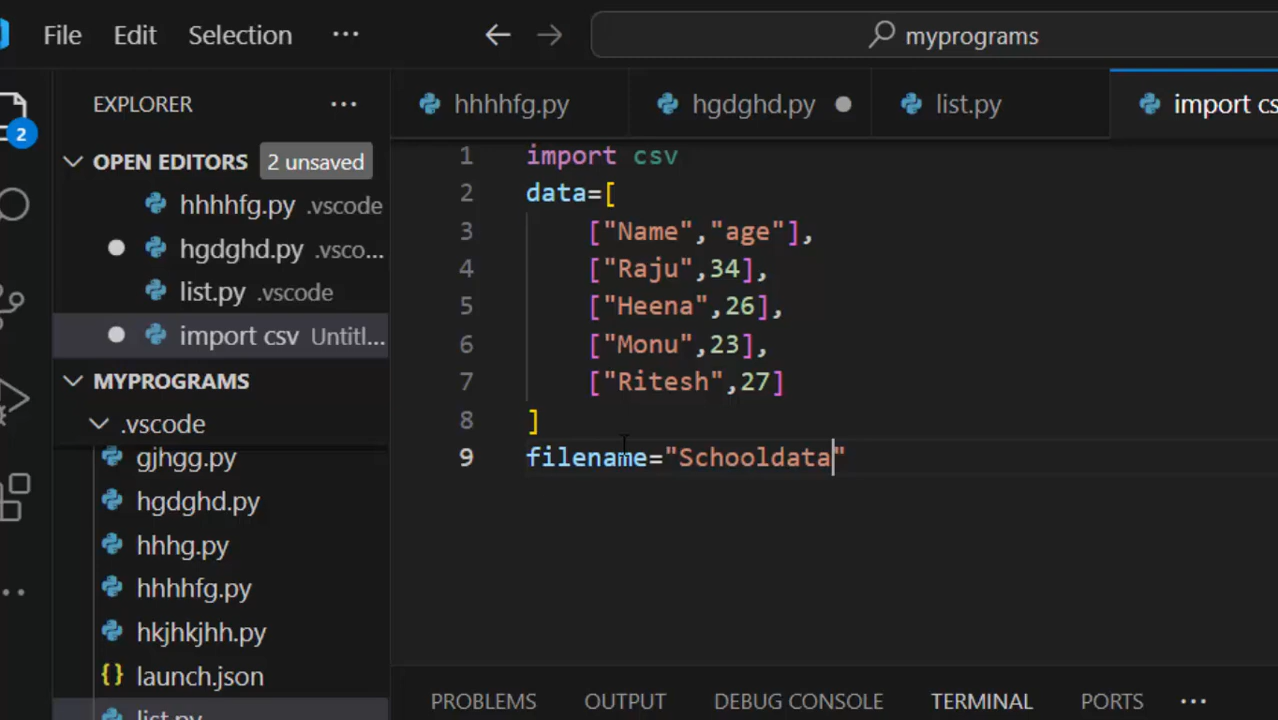 File Edit Selection ... myprograms
EXPLORER ...
2
OPEN EDITORS 2 unsaved
hhhhfg.py .vscode
hgdghd.py .vsco...
list.py .vscode
import csv Untitl...
MYPROGRAMS
.vscode
gjhgg.py
hgdghd.py
hhhg.py
hhhhfg.py
hkjhkjhh.py
{} launch.json
list.py
hhhhfg.py hgdghd.py list.py import cs
1 import csv
2 data=[
3 ["Name","age"],
4 ["Raju",34],
5 ["Heena",26],
6 ["Monu",23],
7 ["Ritesh",27]
8 ]
9 filename="Schooldata"
PROBLEMS OUTPUT DEBUG CONSOLE TERMINAL PORTS ...